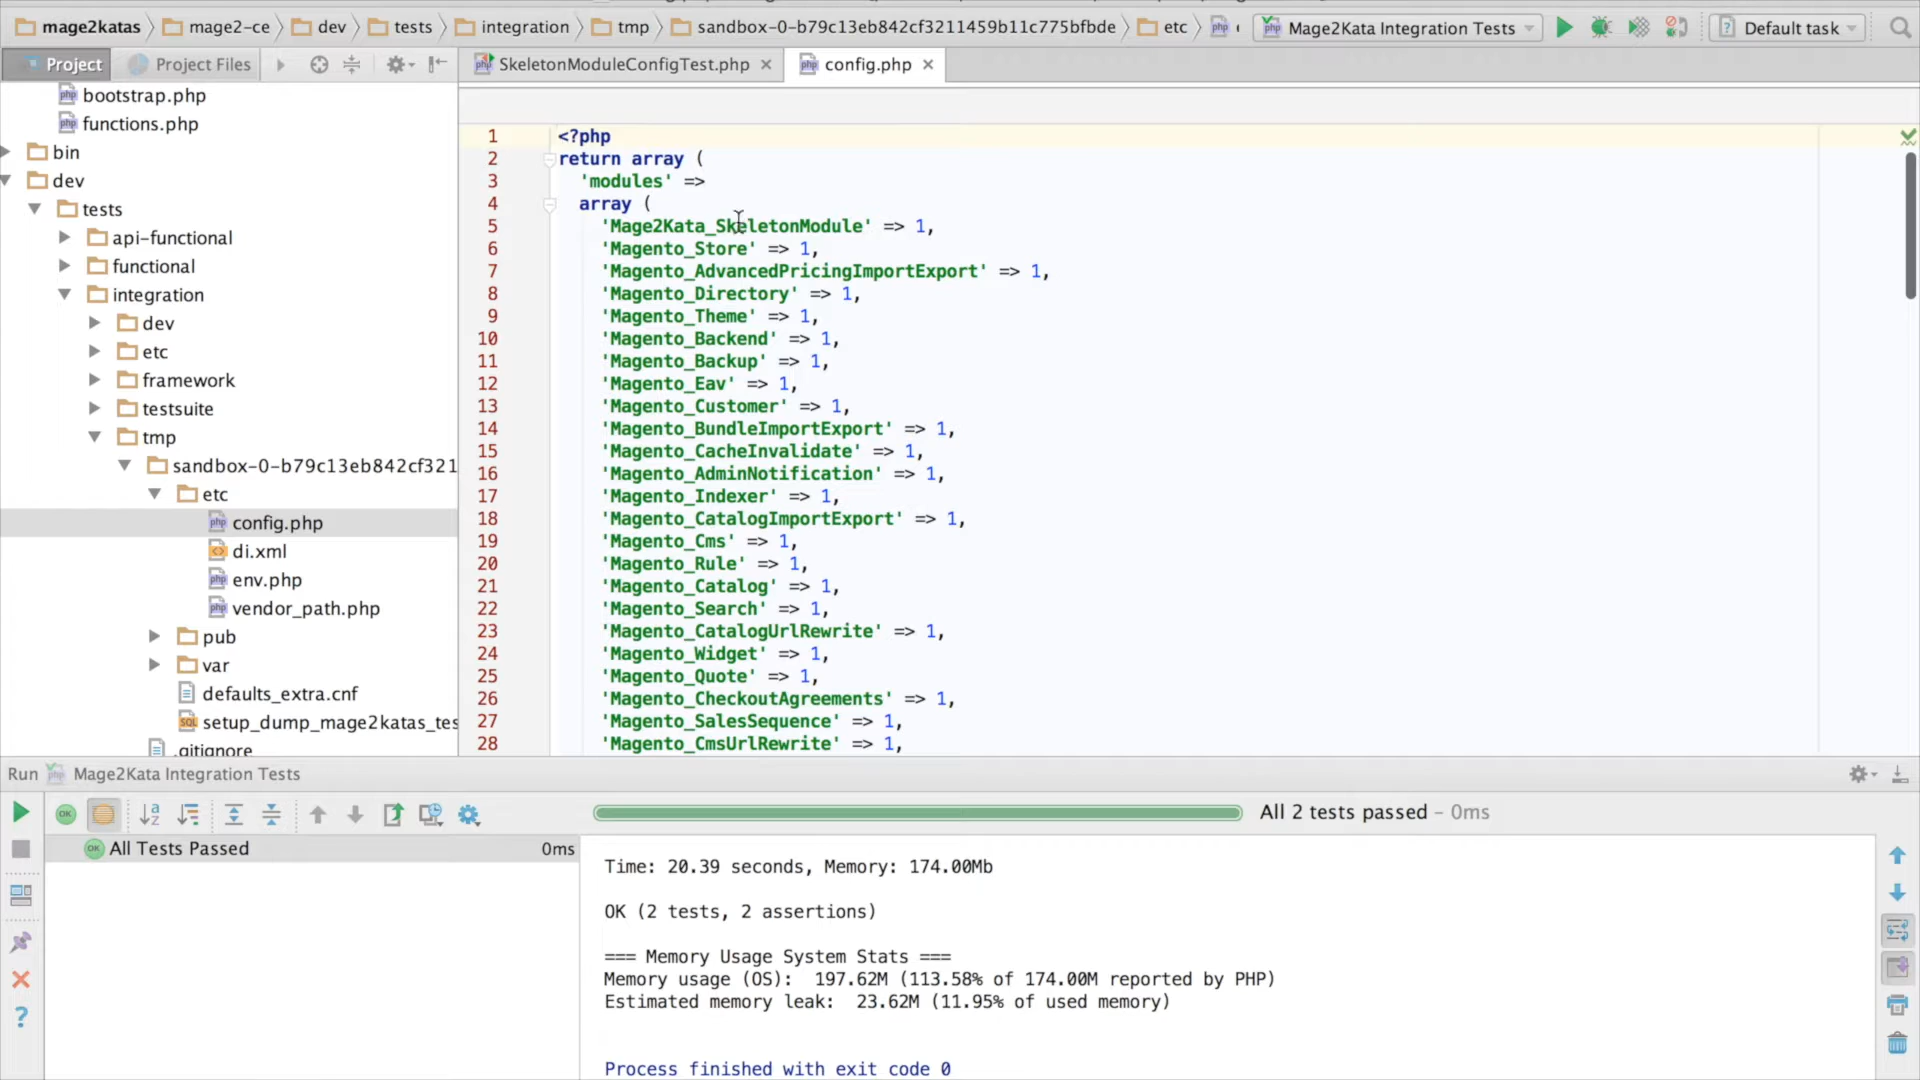 mage2katas
mage2-ce
dev
tests
integration
tmp
sandbox-0-b79c13eb842cf3211459b11c775bfbde
etc
Mage2Kata Integration Tests
Default task
Project
Project Files
SkeletonModuleConfigTest.php
config.php
bootstrap.php
functions.php
bin
dev
tests
api-functional
functional
integration
dev
etc
framework
testsuite
tmp
sandbox-0-b79c13eb842cf321
etc
config.php
di.xml
env.php
vendor_path.php
pub
var
defaults_extra.cnf
setup_dump_mage2katas_tes
.gitignore
1 <?php
2 return array (
3 'modules' =>
4 array (
5 'Mage2Kata_SkeletonModule' => 1,
6 'Magento_Store' => 1,
7 'Magento_AdvancedPricingImportExport' => 1,
8 'Magento_Directory' => 1,
9 'Magento_Theme' => 1,
10 'Magento_Backend' => 1,
11 'Magento_Backup' => 1,
12 'Magento_Eav' => 1,
13 'Magento_Customer' => 1,
14 'Magento_BundleImportExport' => 1,
15 'Magento_CacheInvalidate' => 1,
16 'Magento_AdminNotification' => 1,
17 'Magento_Indexer' => 1,
18 'Magento_CatalogImportExport' => 1,
19 'Magento_Cms' => 1,
20 'Magento_Rule' => 1,
21 'Magento_Catalog' => 1,
22 'Magento_Search' => 1,
23 'Magento_CatalogUrlRewrite' => 1,
24 'Magento_Widget' => 1,
25 'Magento_Quote' => 1,
26 'Magento_CheckoutAgreements' => 1,
27 'Magento_SalesSequence' => 1,
28 'Magento_CmsUrlRewrite' => 1,
Run Mage2Kata Integration Tests
All 2 tests passed – 0ms
All Tests Passed 0ms
Time: 20.39 seconds, Memory: 174.00Mb
OK (2 tests, 2 assertions)
=== Memory Usage System Stats ===
Memory usage (OS): 197.62M (113.58% of 174.00M reported by PHP)
Estimated memory leak: 23.62M (11.95% of used memory)
Process finished with exit code 0